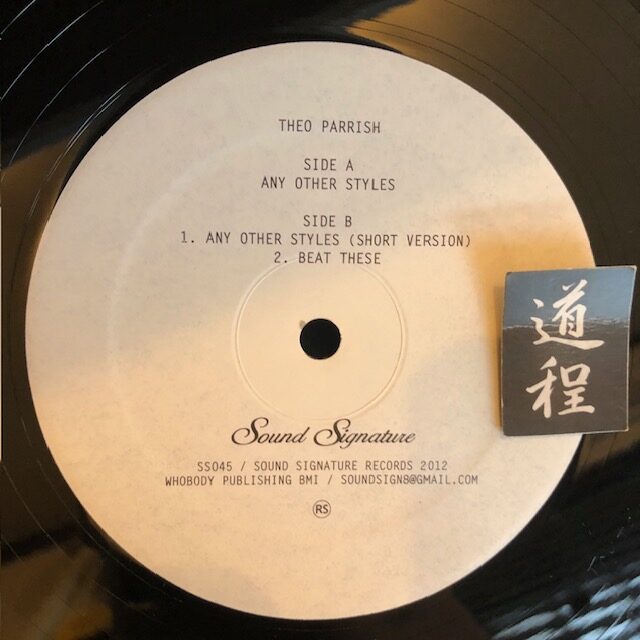 THEO PARRISH
SIDE A
ANY OTHER STYLES
SIDE B
1. ANY OTHER STYLES (SHORT VERSION)
2. BEAT THESE
Sound Signature
SS045 / SOUND SIGNATURE RECORDS 2012
WHOBODY PUBLISHING BMI / SOUNDSIGN8@GMAIL.COM
RS
道程